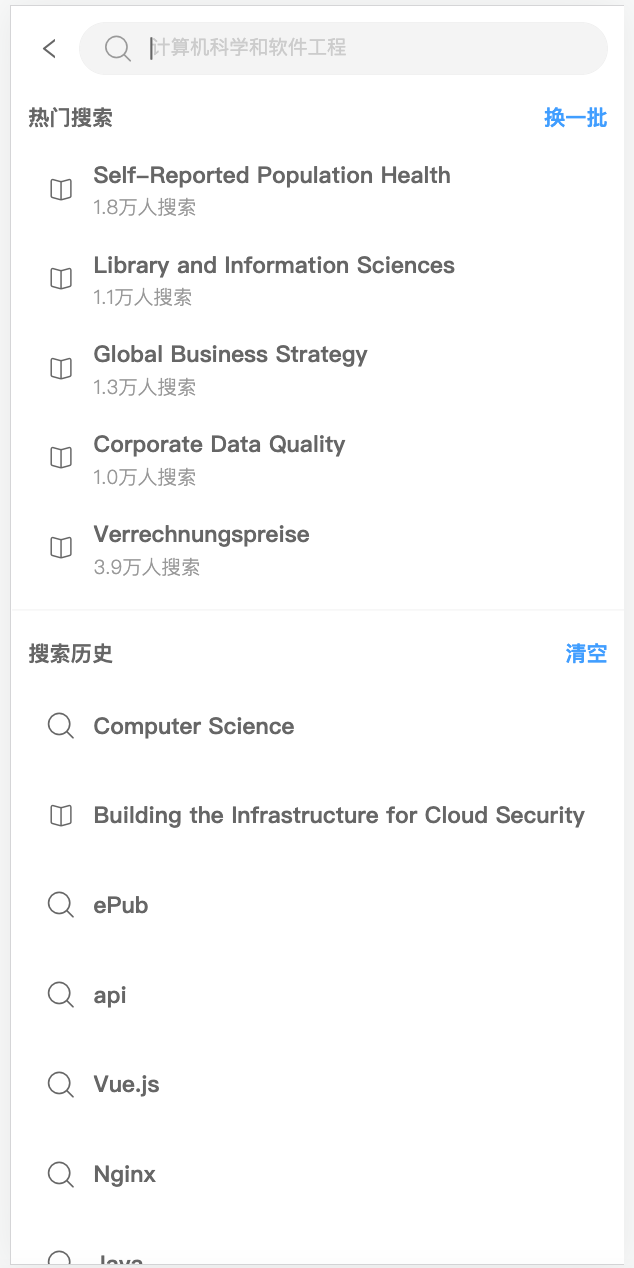 计算机科学和软件工程
热门搜索 换一批
Self-Reported Population Health
1.8万人搜索
Library and Information Sciences
1.1万人搜索
Global Business Strategy
1.3万人搜索
Corporate Data Quality
1.0万人搜索
Verrechnungspreise
3.9万人搜索
搜索历史 清空
Computer Science
Building the Infrastructure for Cloud Security
ePub
api
Vue.js
Nginx
Java